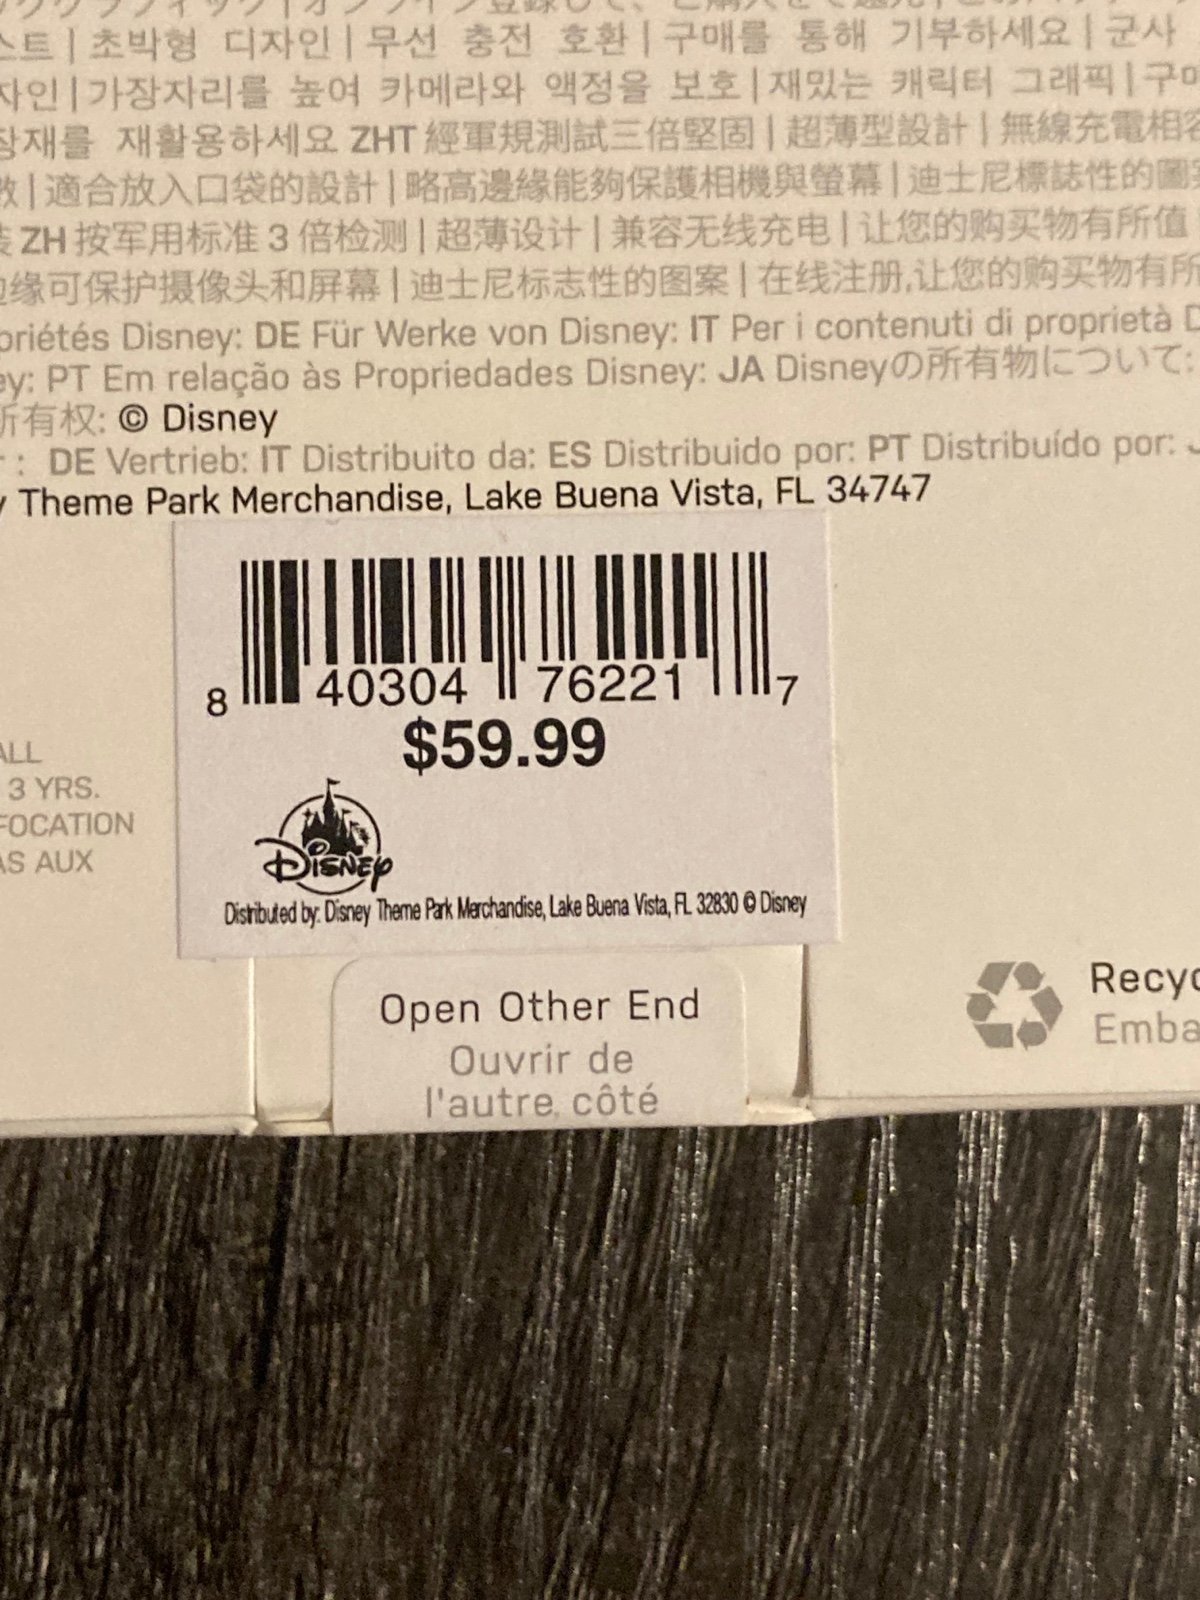 스트 | 초박형 디자인 | 무선 충전 호환 | 구매를 통해 기부하세요 | 군사
자인 | 가장자리를 높여 카메라와 액정을 보호 | 재밌는 캐릭터 그래픽 | 구매
장재를 재활용하세요 ZHT 經軍規測試三倍堅固 | 超薄型設計 | 無線充電相容
| 適合放入口袋的設計 | 略高邊緣能夠保護相機與螢幕 | 迪士尼標誌性的圖案
ZH 按军用标准 3 倍检测 | 超薄设计 | 兼容无线充电 | 让您的购买物有所值
边缘可保护摄像头和屏幕 | 迪士尼标志性的图案 | 在线注册,让您的购买物有所
priétés Disney: DE Für Werke von Disney: IT Per i contenuti di proprietà D
ey: PT Em relação às Propriedades Disney: JA Disneyの所有物について:
所有权: © Disney
r : DE Vertrieb: IT Distribuito da: ES Distribuido por: PT Distribuído por: J
y Theme Park Merchandise, Lake Buena Vista, FL 34747
8 40304 76221 7
$59.99
Disney
Distributed by: Disney Theme Park Merchandise, Lake Buena Vista, FL 32830 © Disney
ALL
3 YRS.
FOCATION
AS AUX
Open Other End
Ouvrir de
l'autre côté
Recyc
Emba